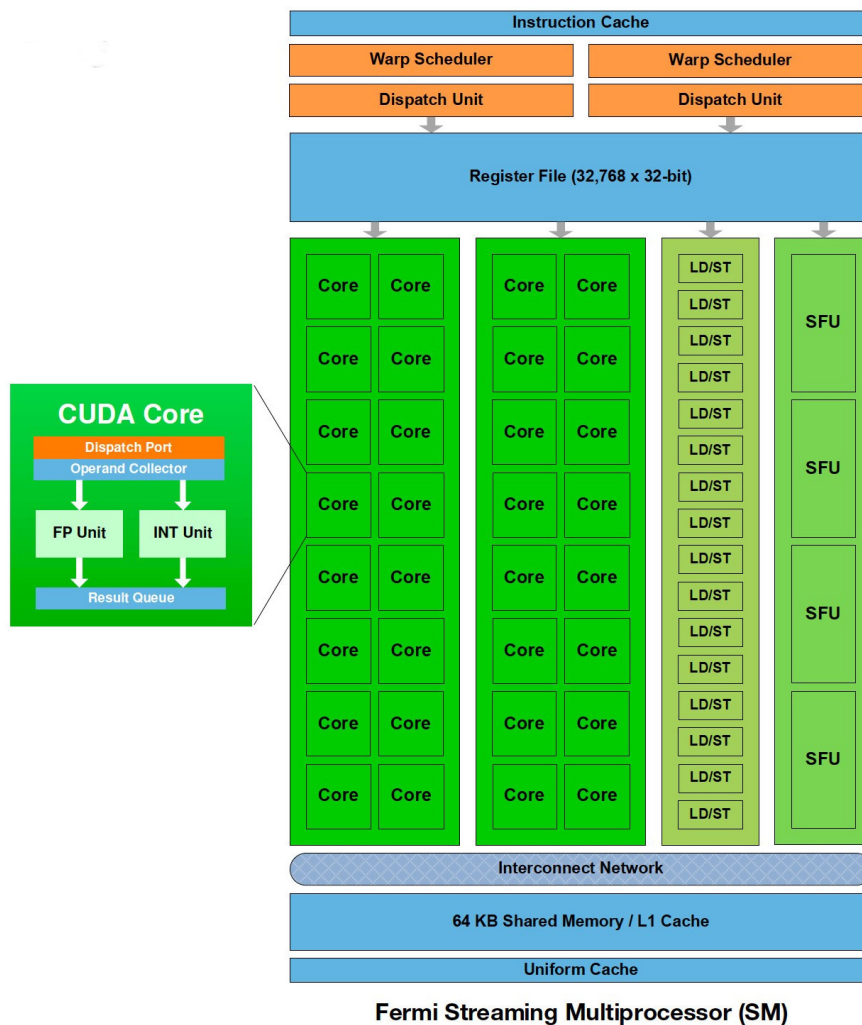 Instruction Cache
Warp Scheduler Warp Scheduler
Dispatch Unit Dispatch Unit
Register File (32,768 x 32-bit)
Core Core Core Core LD/ST SFU
LD/ST
Core Core Core Core LD/ST
LD/ST
CUDA Core
Dispatch Port
Operand Collector
FP Unit INT Unit
Result Queue
Core Core Core Core LD/ST SFU
LD/ST
Core Core Core Core LD/ST
LD/ST
Core Core Core Core LD/ST SFU
LD/ST
Core Core Core Core LD/ST
LD/ST
Core Core Core Core LD/ST SFU
LD/ST
Core Core Core Core LD/ST
LD/ST
Interconnect Network
64 KB Shared Memory / L1 Cache
Uniform Cache
Fermi Streaming Multiprocessor (SM)